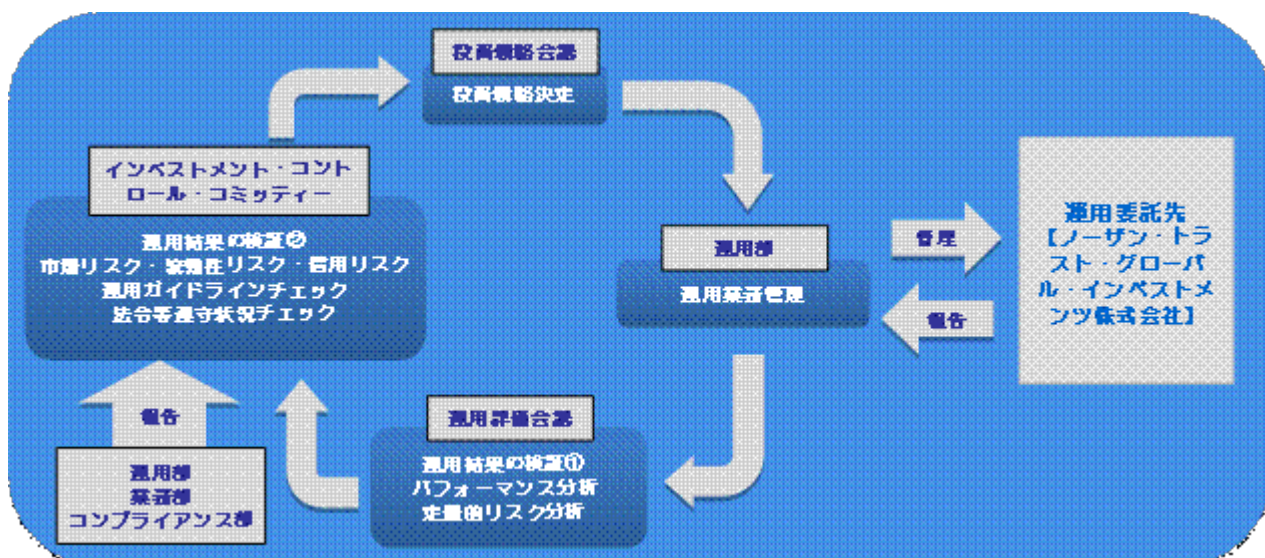 投資戦略会議
投資戦略決定
インベストメント・コント
ロール・コミッティー
運用結果の検証②
市場リスク・流動性リスク・信用リスク
運用ガイドラインチェック
法令等遵守状況チェック
運用部
運用業務管理
管理
報告
運用委託先
【ノーザン・トラ
スト・グローバ
ル・インベストメ
ンツ株式会社】
運用評価会議
運用結果の検証①
パフォーマンス分析
定量的リスク分析
報告
運用部
業務部
コンプライアンス部